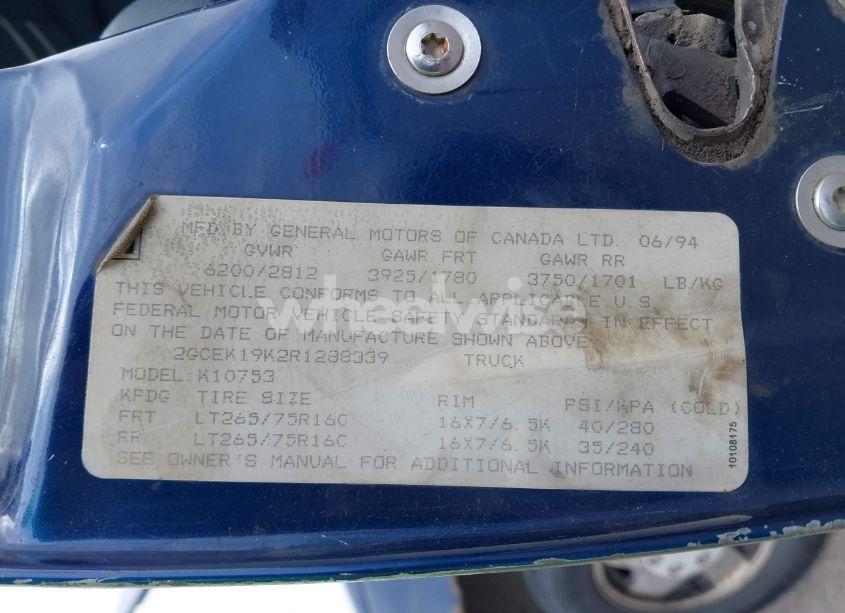 MFD BY GENERAL MOTORS OF CANADA LTD. 06/94
GVWR GAWR FRT GAWR RR
6200/2812 3925/1780 3750/1701 LB/KG
THIS VEHICLE CONFORMS TO ALL APPLICABLE U.S
FEDERAL MOTOR VEHICLE SAFETY STANDARDS IN EFFECT
ON THE DATE OF MANUFACTURE SHOWN ABOVE
2GCEK19K2R1288339 TRUCK
MODEL: K10753
KPDG TIRE SIZE RIM PSI/KPA (COLD)
FRT LT265/75R16C 16X7/6.5K 40/280
RR LT265/75R16C 16X7/6.5K 35/240
SEE OWNER'S MANUAL FOR ADDITIONAL INFORMATION
10108175
wheelwise